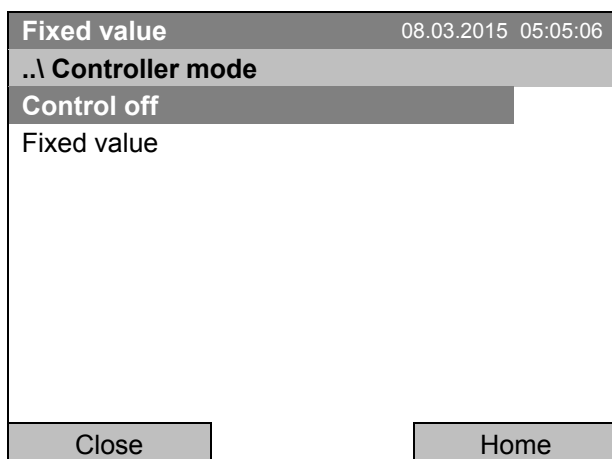 Fixed value 08.03.2015 05:05:06
..\ Controller mode
Control off
Fixed value
Close Home